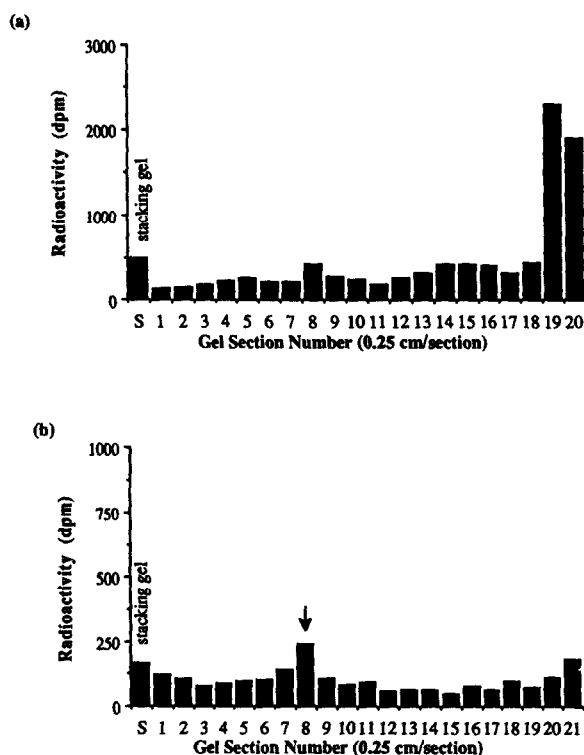 (a)
3000
2000
1000
0
Radioactivity (dpm)
stacking gel
S 1 2 3 4 5 6 7 8 9 10 11 12 13 14 15 16 17 18 19 20
Gel Section Number (0.25 cm/section)
(b)
1000
750
500
250
0
Radioactivity (dpm)
stacking gel
S 1 2 3 4 5 6 7 8 9 10 11 12 13 14 15 16 17 18 19 20 21
Gel Section Number (0.25 cm/section)